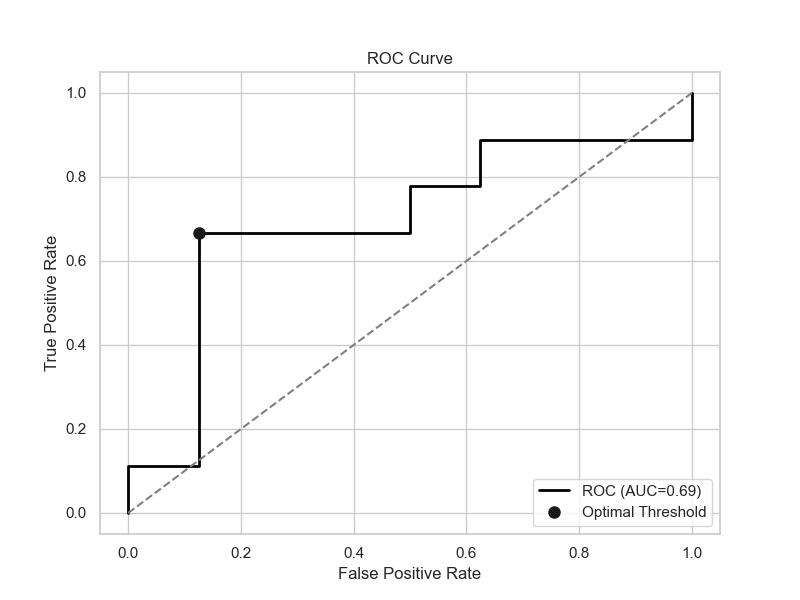 ROC Curve
1.0
0.8
0.6
0.4
0.2
0.0
True Positive Rate
0.0 0.2 0.4 0.6 0.8 1.0
False Positive Rate
ROC (AUC=0.69)
Optimal Threshold